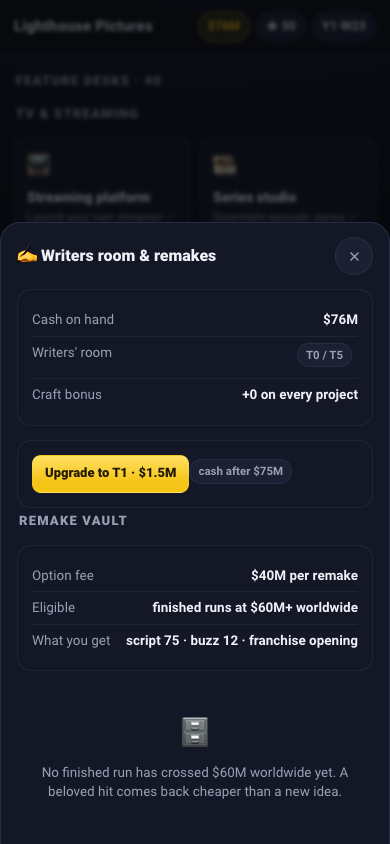 Lighthouse Pictures
$76M
★ 50
Y1·W23
FEATURE DESKS · 40
TV & STREAMING
Streaming platform
Series studio
✍️ Writers room & remakes
×
Cash on hand
$76M
Writers' room
T0 / T5
Craft bonus
+0 on every project
Upgrade to T1 · $1.5M
cash after $75M
REMAKE VAULT
Option fee
$40M per remake
Eligible
finished runs at $60M+ worldwide
What you get
script 75 · buzz 12 · franchise opening
No finished run has crossed $60M worldwide yet. A
beloved hit comes back cheaper than a new idea.